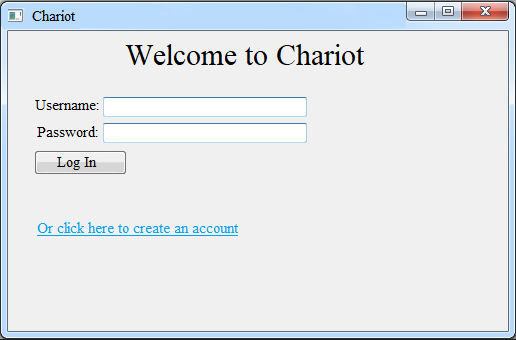 Chariot
Welcome to Chariot
Username:
Password:
Log In
Or click here to create an account